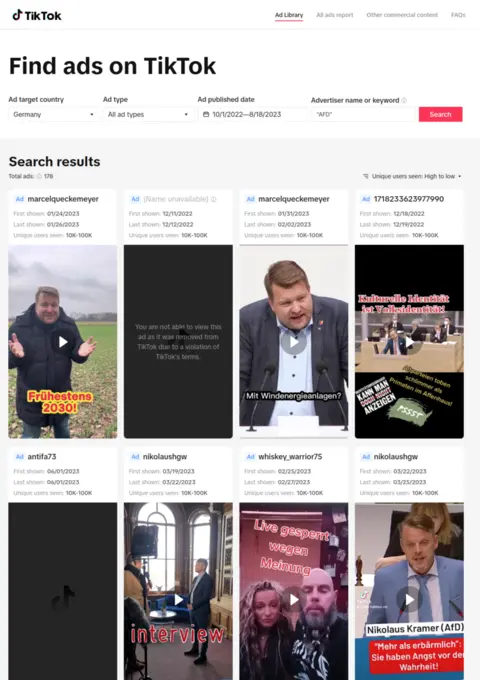 TikTok
Ad Library
All ads report
Other commercial content
FAQs
Find ads on TikTok
Ad target country
Ad type
Ad published date
Advertiser name or keyword
Germany
All ad types
10/1/2022—8/18/2023
"AfD"
Search
Search results
Total ads: 176
Unique users seen: High to low
Ad marcelqueckemeyer
First shown: 01/24/2023
Last shown: 01/26/2023
Unique users seen: 10K-100K
Frühestens
2030!
Ad (Name unavailable)
First shown: 12/11/2022
Last shown: 12/12/2022
Unique users seen: 10K-100K
You are not able to view this
ad as it was removed from
TikTok due to a violation of
TikTok's terms.
Ad marcelqueckemeyer
First shown: 01/31/2023
Last shown: 02/02/2023
Unique users seen: 10K-100K
Mit Windenergieanlagen?
Ad 1718233623977990
First shown: 12/18/2022
Last shown: 12/19/2022
Unique users seen: 10K-100K
Kulturelle Identität
ist Volksidentität!
Altparteien toben
schlimmer als
Primaten im Affenhaus!
KANN MAN
DOCH NICHT
ANZEIGEN
PSSST
Ad antifa73
First shown: 06/01/2023
Last shown: 06/01/2023
Unique users seen: 10K-100K
Ad nikolaushgw
First shown: 03/19/2023
Last shown: 03/22/2023
Unique users seen: 10K-100K
interview
Ad whiskey_warrior75
First shown: 02/25/2023
Last shown: 02/27/2023
Unique users seen: 10K-100K
Live gesperrt
wegen
Meinung
Ad nikolaushgw
First shown: 03/22/2023
Last shown: 03/25/2023
Unique users seen: 10K-100K
Nikolaus Kramer (AfD)
"Mehr als erbärmlich":
Sie haben Angst vor der
Wahrheit!